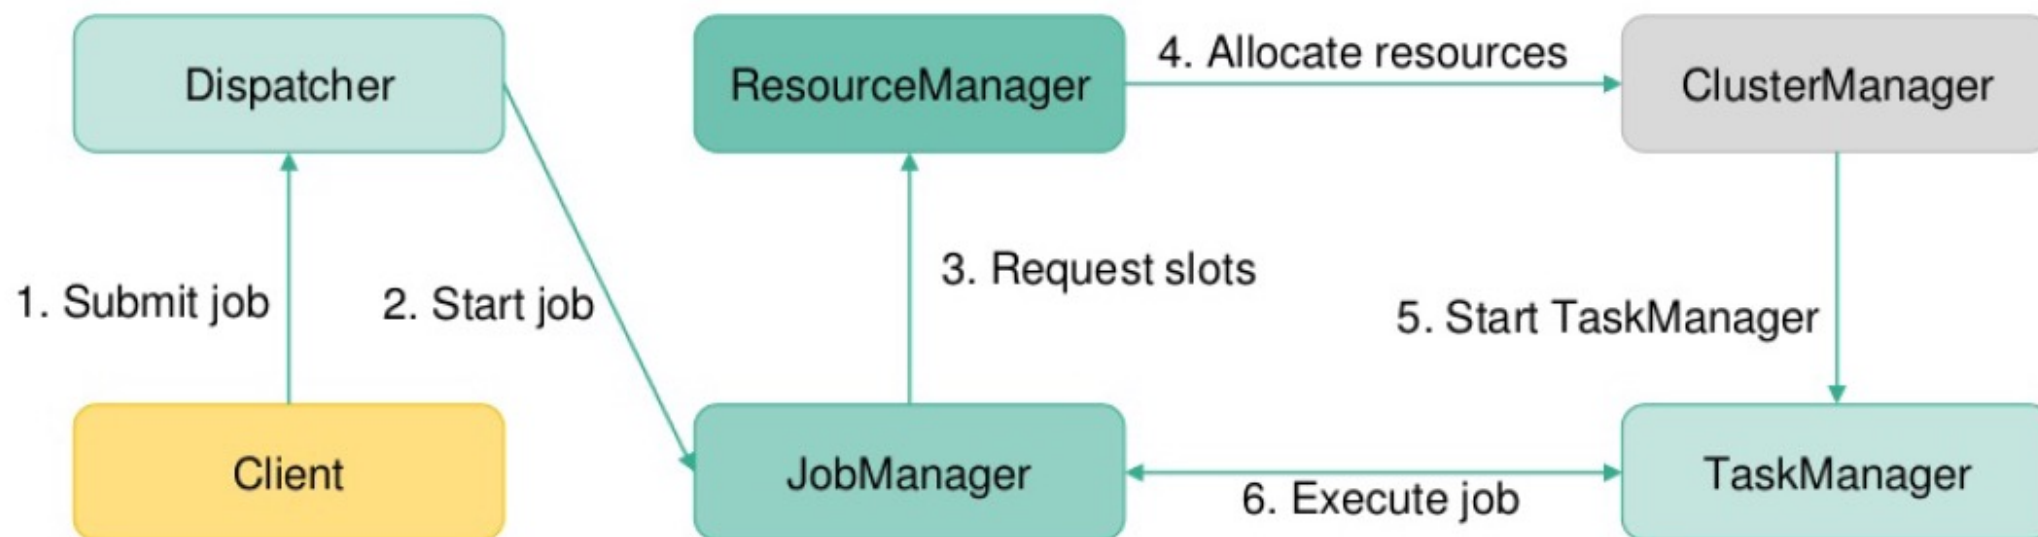 Dispatcher
ResourceManager
4. Allocate resources
ClusterManager
1. Submit job
2. Start job
3. Request slots
5. Start TaskManager
Client
JobManager
6. Execute job
TaskManager